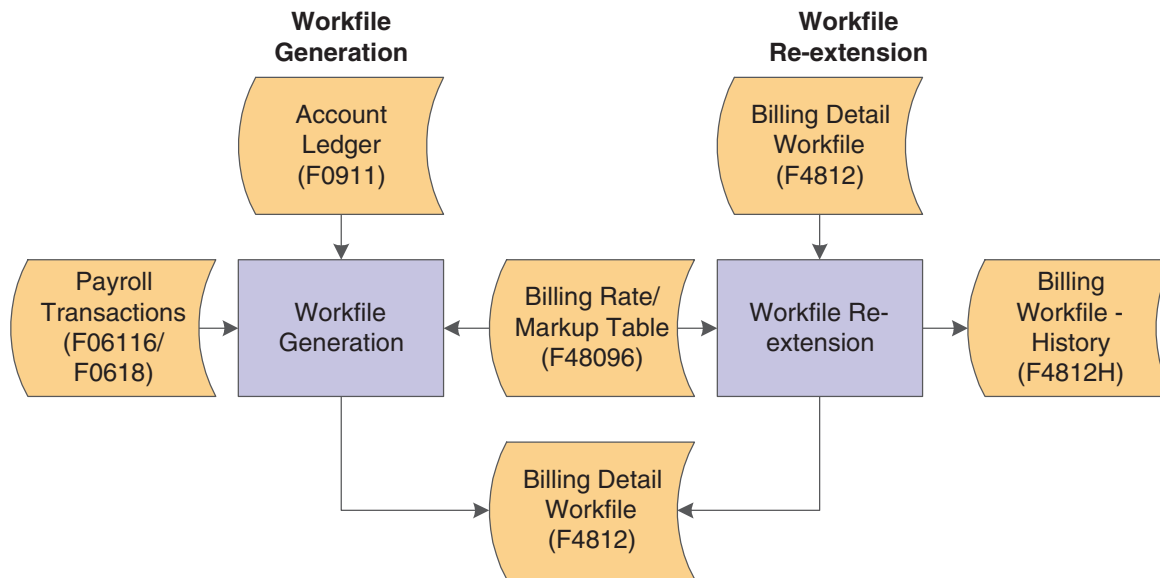 Workfile
Generation
Workfile
Re-extension
Account
Ledger
(F0911)
Billing Detail
Workfile
(F4812)
Payroll
Transactions
(F06116/
F0618)
Workfile
Generation
Billing Rate/
Markup Table
(F48096)
Workfile Re-
extension
Billing
Workfile -
History
(F4812H)
Billing Detail
Workfile
(F4812)